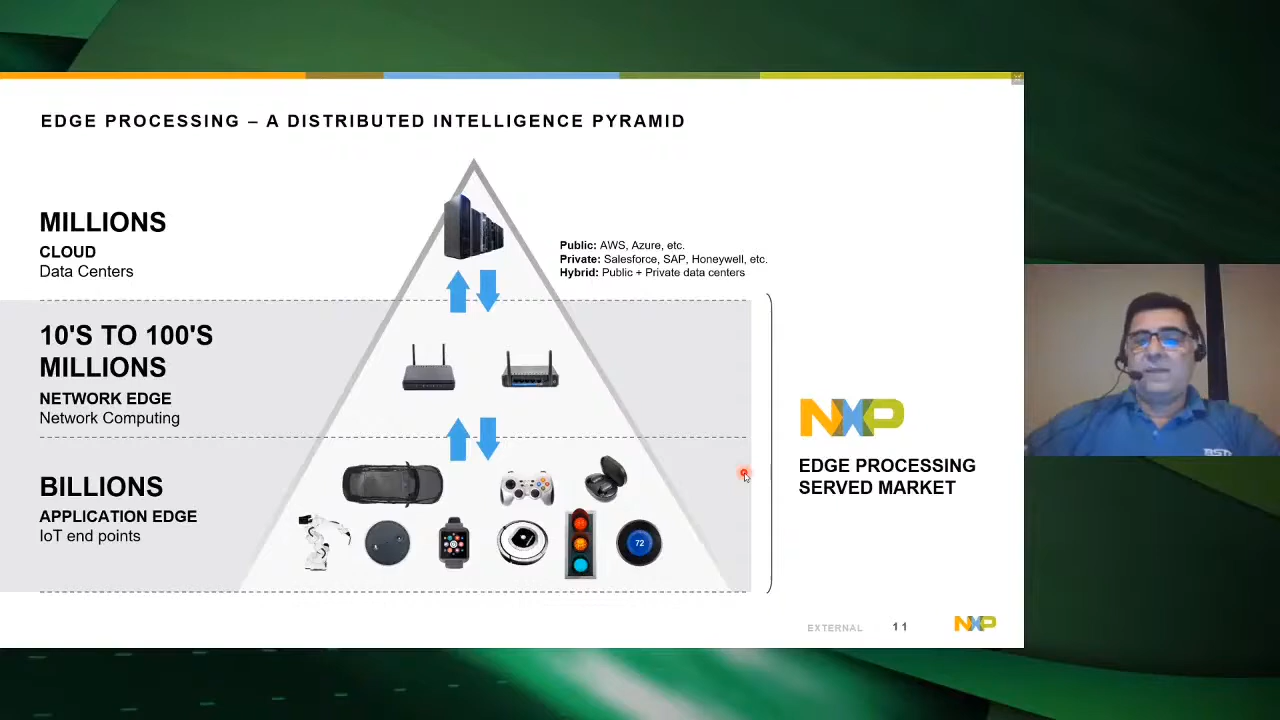 EDGE PROCESSING – A DISTRIBUTED INTELLIGENCE PYRAMID
MILLIONS
CLOUD
Data Centers
Public: AWS, Azure, etc.
Private: Salesforce, SAP, Honeywell, etc.
Hybrid: Public + Private data centers
10'S TO 100'S
MILLIONS
NETWORK EDGE
Network Computing
BILLIONS
APPLICATION EDGE
IoT end points
72
NXP
EDGE PROCESSING
SERVED MARKET
EXTERNAL
11
NXP